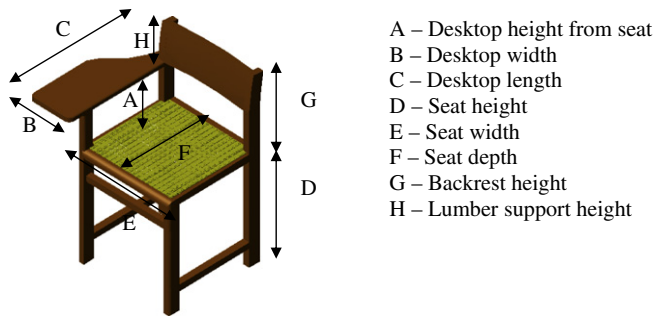 C
H
A
B
F
G
D
E
A – Desktop height from seat
B – Desktop width
C – Desktop length
D – Seat height
E – Seat width
F – Seat depth
G – Backrest height
H – Lumber support height